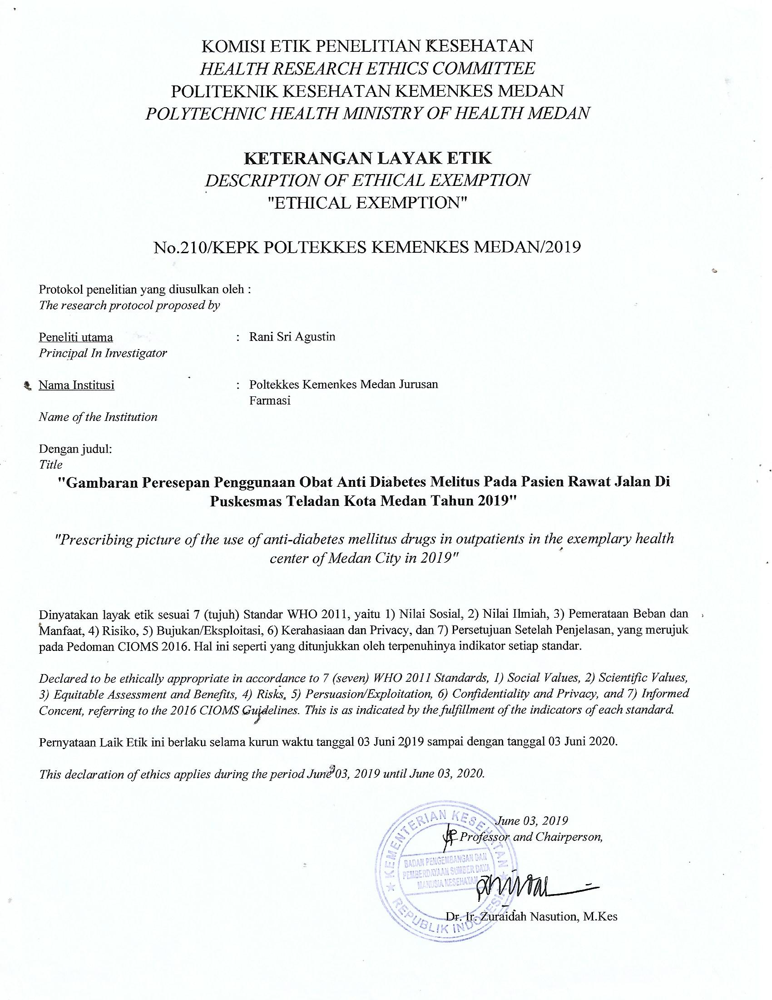 KOMISI ETIK PENELITIAN KESEHATAN
HEALTH RESEARCH ETHICS COMMITTEE
POLITEKNIK KESEHATAN KEMENKES MEDAN
POLYTECHNIC HEALTH MINISTRY OF HEALTH MEDAN
KETERANGAN LAYAK ETIK
DESCRIPTION OF ETHICAL EXEMPTION
"ETHICAL EXEMPTION"
No.210/KEPK POLTEKKES KEMENKES MEDAN/2019
Protokol penelitian yang diusulkan oleh :
The research protocol proposed by
Peneliti utama : Rani Sri Agustin
Principal In Investigator
Nama Institusi : Poltekkes Kemenkes Medan Jurusan
Farmasi
Name of the Institution
Dengan judul:
Title
"Gambaran Peresepan Penggunaan Obat Anti Diabetes Melitus Pada Pasien Rawat Jalan Di
Puskesmas Teladan Kota Medan Tahun 2019"
"Prescribing picture of the use of anti-diabetes mellitus drugs in outpatients in the exemplary health
center of Medan City in 2019"
Dinyatakan layak etik sesuai 7 (tujuh) Standar WHO 2011, yaitu 1) Nilai Sosial, 2) Nilai Ilmiah, 3) Pemerataan Beban dan
Manfaat, 4) Risiko, 5) Bujukan/Eksploitasi, 6) Kerahasiaan dan Privacy, dan 7) Persetujuan Setelah Penjelasan, yang merujuk
pada Pedoman CIOMS 2016. Hal ini seperti yang ditunjukkan oleh terpenuhinya indikator setiap standar.
Declared to be ethically appropriate in accordance to 7 (seven) WHO 2011 Standards, 1) Social Values, 2) Scientific Values,
3) Equitable Assessment and Benefits, 4) Risks, 5) Persuasion/Exploitation, 6) Confidentiality and Privacy, and 7) Informed
Concent, referring to the 2016 CIOMS Guidelines. This is as indicated by the fulfillment of the indicators of each standard.
Pernyataan Laik Etik ini berlaku selama kurun waktu tanggal 03 Juni 2019 sampai dengan tanggal 03 Juni 2020.
This declaration of ethics applies during the period June 03, 2019 until June 03, 2020.
June 03, 2019
Professor and Chairperson,
KEMENTERIAN KESEHATAN
BADAN PENGEMBANGAN DAN
PEMBERDAYAAN SUMBER DAYA
MANUSIA KESEHATAN
REPUBLIK INDONESIA
Dr. Ir. Zuraidah Nasution, M.Kes